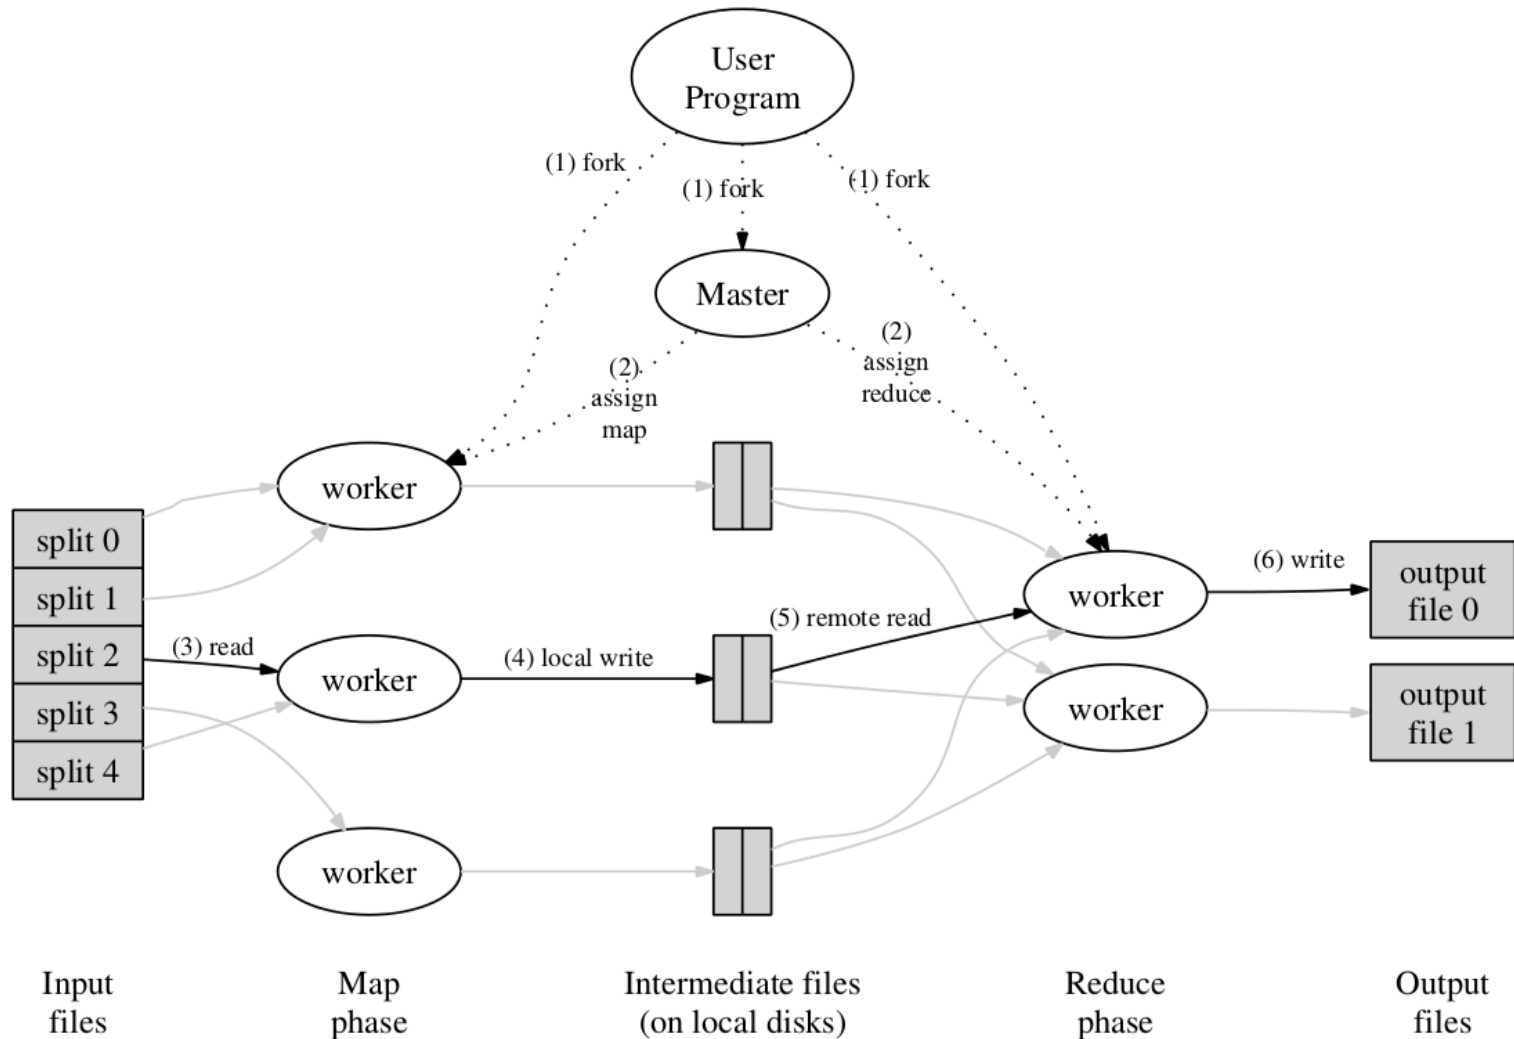 User
Program
(1) fork
(1) fork
(1) fork
Master
(2)
assign
map
(2)
assign
reduce
worker
split 0
split 1
split 2
split 3
split 4
(3) read
worker
(4) local write
worker
(5) remote read
worker
worker
(6) write
output
file 0
output
file 1
Input
files
Map
phase
Intermediate files
(on local disks)
Reduce
phase
Output
files